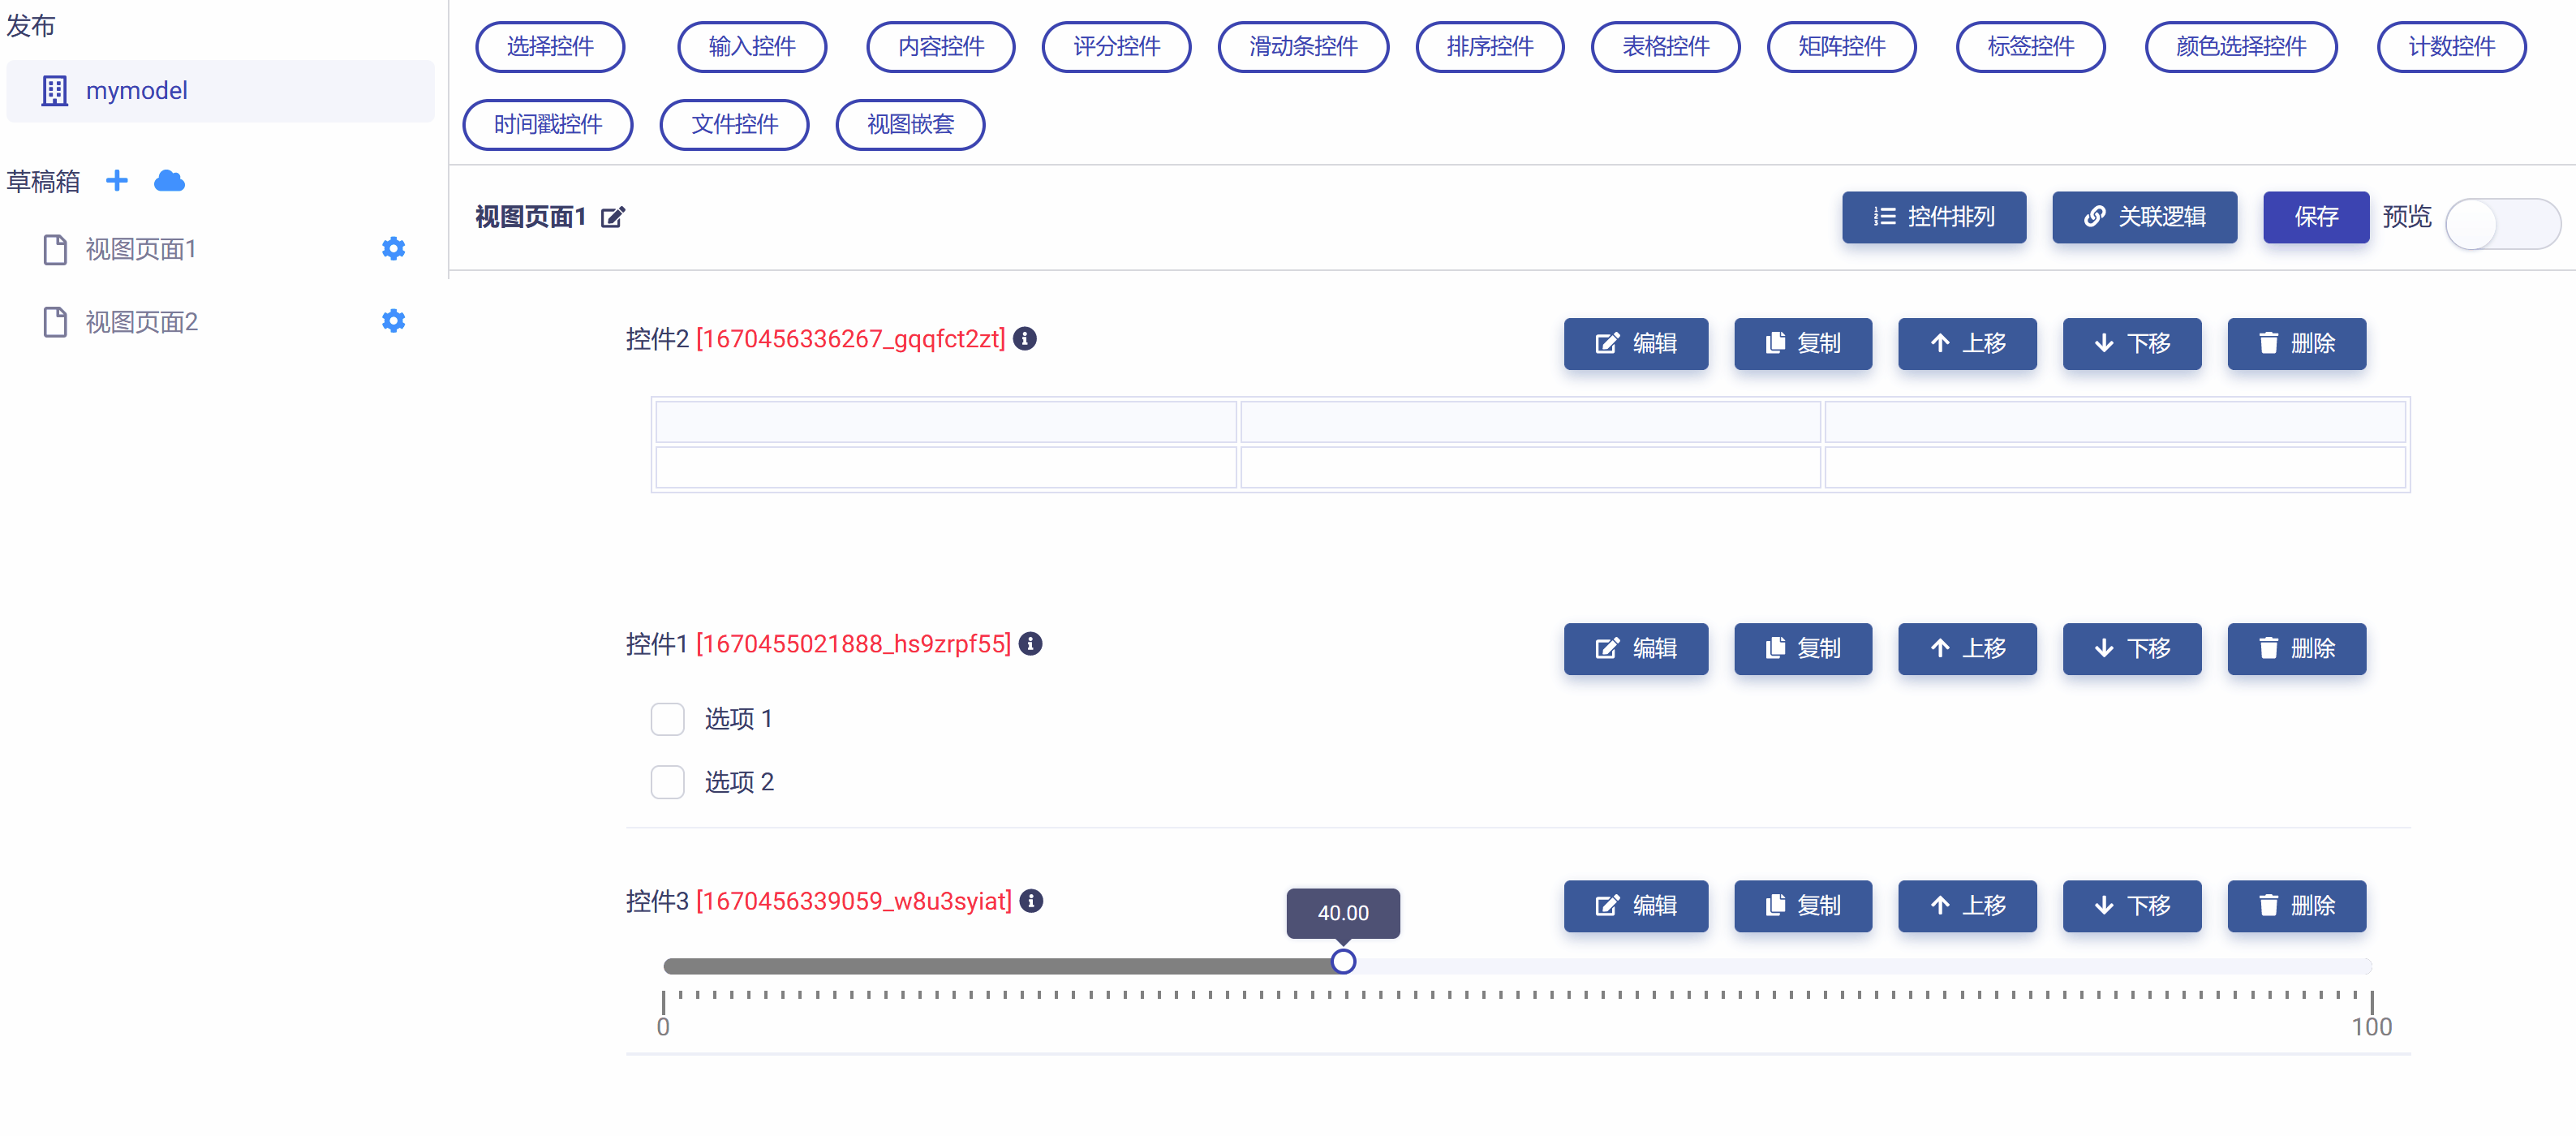 发布
mymodel
草稿箱
视图页面1
视图页面2
选择控件 输入控件 内容控件 评分控件 滑动条控件 排序控件 表格控件 矩阵控件 标签控件 颜色选择控件 计数控件
时间戳控件 文件控件 视图嵌套
视图页面1 控件排列 关联逻辑 保存 预览
控件2 [1670456336267_gqqfct2zt] 编辑 复制 上移 下移 删除
控件1 [1670455021888_hs9zrpf55] 编辑 复制 上移 下移 删除
选项 1
选项 2
控件3 [1670456339059_w8u3syiat] 40.00 编辑 复制 上移 下移 删除
0 100